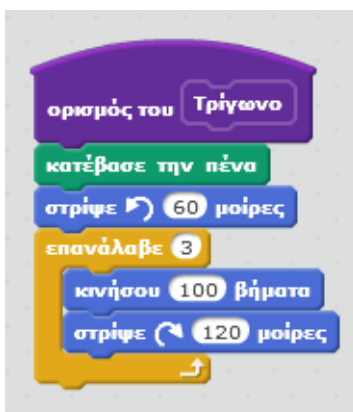 ορισμός του Τρίγωνο
κατέβασε την πένα
στρίψε 60 μοίρες
επανάλαβε 3
κινήσου 100 βήματα
στρίψε 120 μοίρες